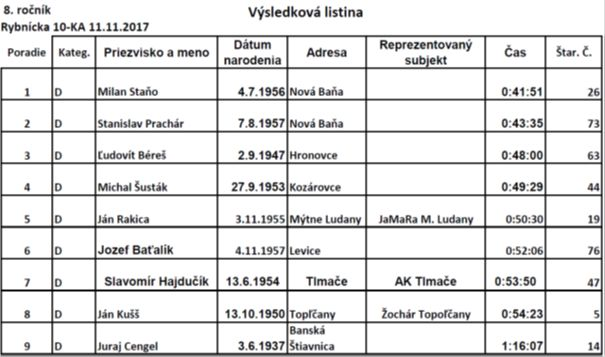 8. ročník
Výsledková listina
Rybnícka 10-KA 11.11.2017
Poradie Kateg. Priezvisko a meno Dátum narodenia Adresa Reprezentovaný subjekt Čas Štar. Č.
1 D Milan Staňo 4.7.1956 Nová Baňa 0:41:51 26
2 D Stanislav Prachár 7.8.1957 Nová Baňa 0:43:35 73
3 D Ľudovít Béreš 2.9.1947 Hronovce 0:48:00 63
4 D Michal Šusták 27.9.1953 Kozárovce 0:49:29 44
5 D Ján Rakica 3.11.1955 Mýtne Ludany JaMaRa M. Ludany 0:50:30 19
6 D Jozef Baťalík 4.11.1957 Levice 0:52:06 76
7 D Slavomír Hajdučík 13.6.1954 Tlmače AK Tlmače 0:53:50 47
8 D Ján Kušš 13.10.1950 Topľčany Žochár Topoľčany 0:54:23 5
9 D Juraj Cengel 3.6.1937 Banská Štiavnica 1:16:07 14